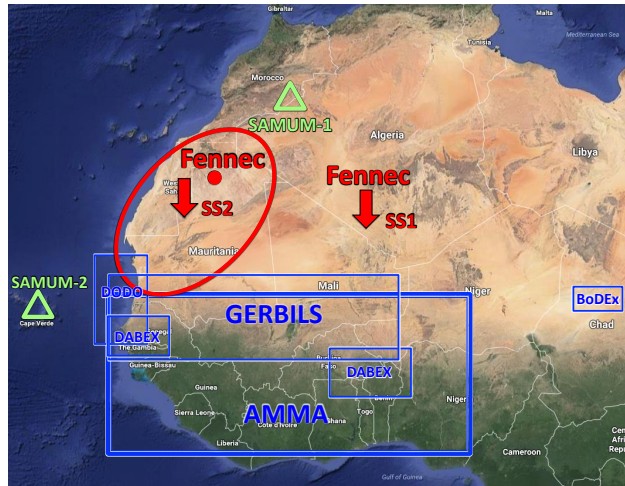 Gibraltar
Malta
Mediterranean Sea
Tunisia
Morocco
SAMUM-1
Algeria
Libya
Fennec
Fennec
SS2
SS1
Mauritania
SAMUM-2
DODO
Mali
Niger
BoDEx
Cape Verde
GERBILS
Chad
DABEX
The Gambia
Guinea-Bissau
DABEX
Guinea
AMMA
Niger
Sierra Leone
Togo
Liberia
Cameroon
Gulf of Guinea